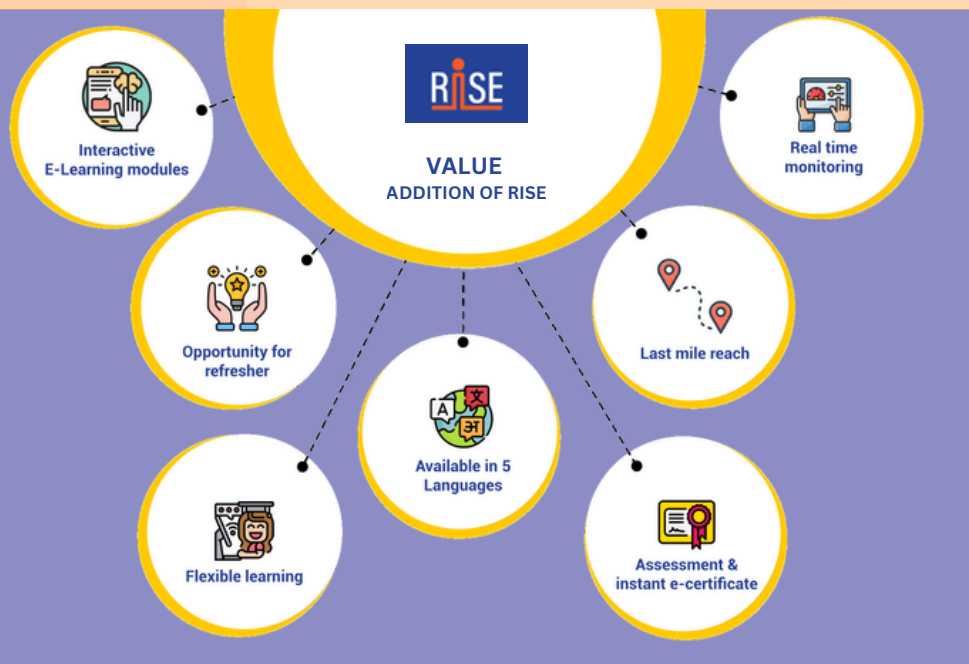 RiSE
VALUE
ADDITION OF RISE
Interactive
E-Learning modules
Real time
monitoring
Opportunity for
refresher
Last mile reach
A
文
अ
Available in 5
Languages
Flexible learning
Assessment &
instant e-certificate